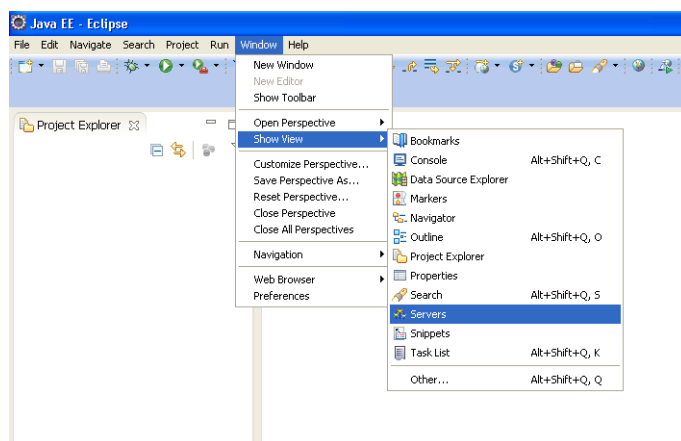 Java EE - Eclipse
File Edit Navigate Search Project Run Window Help
New Window
New Editor
Show Toolbar
Project Explorer
Open Perspective
Show View
Customize Perspective...
Save Perspective As...
Reset Perspective...
Close Perspective
Close All Perspectives
Navigation
Web Browser
Preferences
Bookmarks
Console Alt+Shift+Q, C
Data Source Explorer
Markers
Navigator
Outline Alt+Shift+Q, O
Project Explorer
Properties
Search Alt+Shift+Q, S
Servers
Snippets
Task List Alt+Shift+Q, K
Other... Alt+Shift+Q, Q